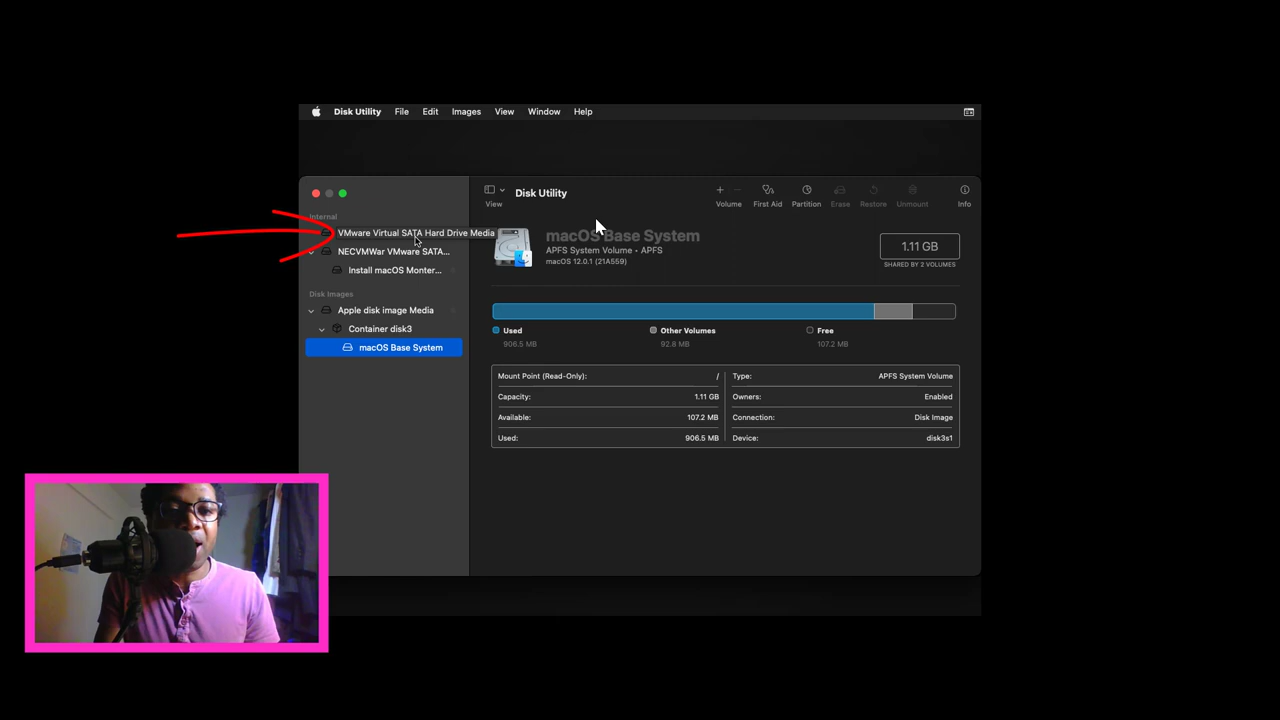 Disk Utility File Edit Images View Window Help
View
Disk Utility
Volume First Aid Partition Erase Restore Unmount Info
Internal
VMware Virtual SATA Hard Drive Media
NECVMWar VMware SATA...
Install macOS Monter...
Disk Images
Apple disk image Media
Container disk3
macOS Base System
macOS Base System
APFS System Volume • APFS
macOS 12.0.1 (21A559)
1.11 GB
SHARED BY 2 VOLUMES
Used
906.5 MB
Other Volumes
92.8 MB
Free
107.2 MB
Mount Point (Read-Only): /
Capacity: 1.11 GB
Available: 107.2 MB
Used: 906.5 MB
Type: APFS System Volume
Owners: Enabled
Connection: Disk Image
Device: disk3s1